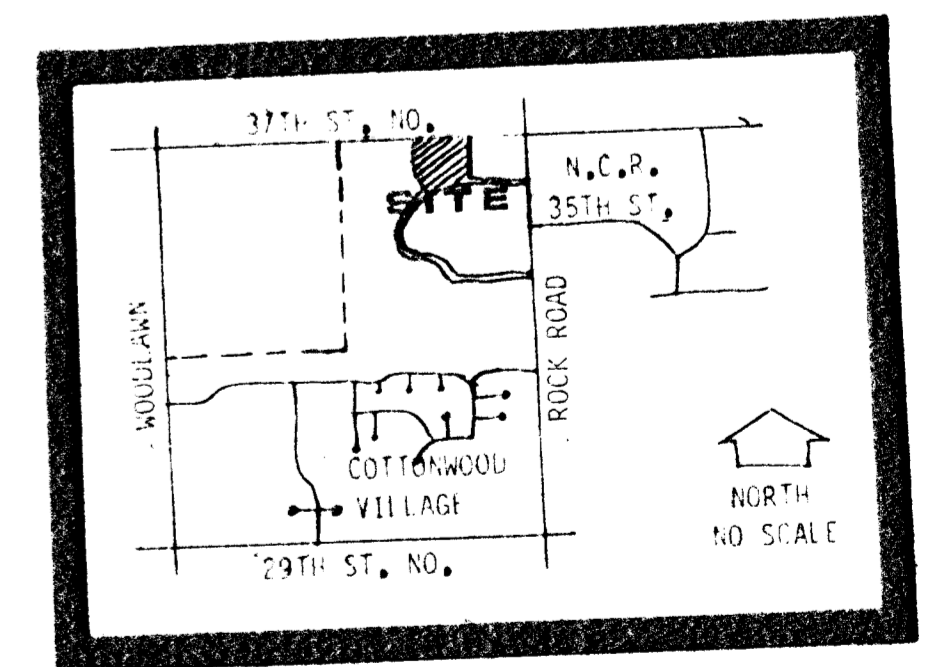 37TH ST. NO.
N.C.R.
SITE
35TH ST.
WOODLAWN
ROCK ROAD
COTTONWOOD
VILLAGE
NORTH
NO SCALE
29TH ST. NO.